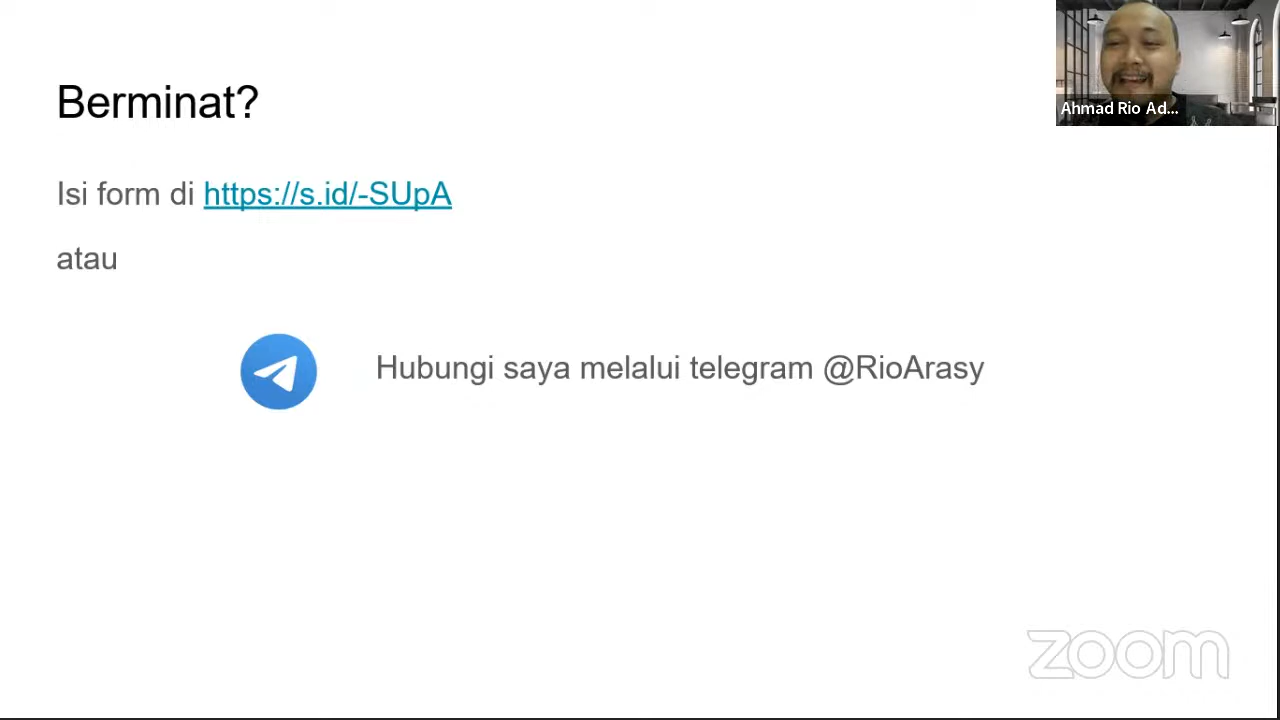 Berminat?
Ahmad Rio Ad...
Isi form di https://s.id/-SUpA
atau
Hubungi saya melalui telegram @RioArasy
zoom